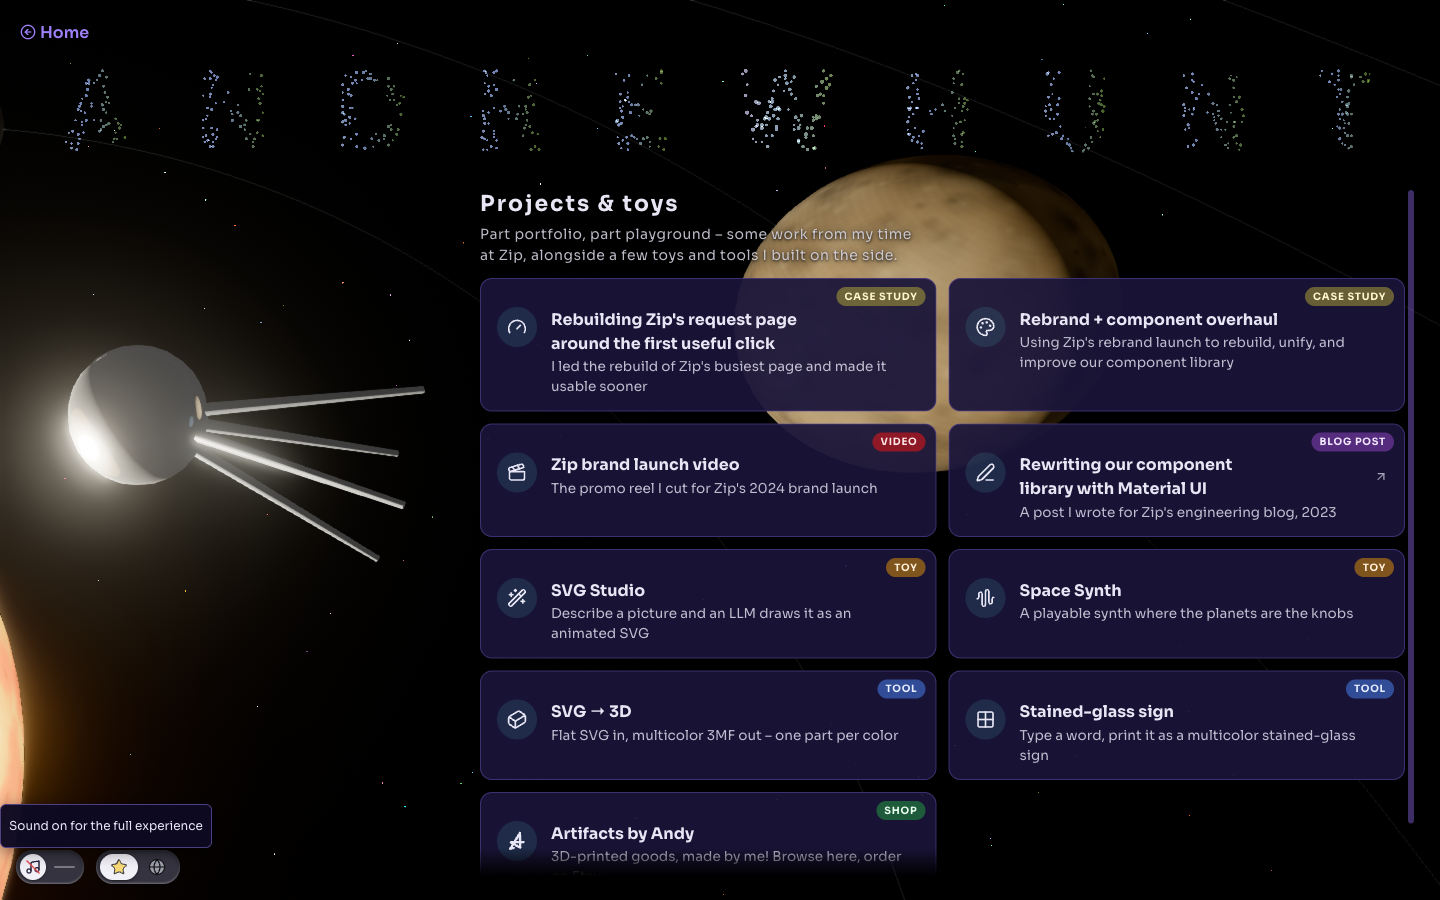 Home
ANDREW HUNT
Projects & toys
Part portfolio, part playground – some work from my time
at Zip, alongside a few toys and tools I built on the side.
CASE STUDY
Rebuilding Zip's request page
around the first useful click
I led the rebuild of Zip's busiest page and made it
usable sooner
CASE STUDY
Rebrand + component overhaul
Using Zip's rebrand launch to rebuild, unify, and
improve our component library
VIDEO
Zip brand launch video
The promo reel I cut for Zip's 2024 brand launch
BLOG POST
Rewriting our component
library with Material UI
A post I wrote for Zip's engineering blog, 2023
TOY
SVG Studio
Describe a picture and an LLM draws it as an
animated SVG
TOY
Space Synth
A playable synth where the planets are the knobs
TOOL
SVG → 3D
Flat SVG in, multicolor 3MF out – one part per color
TOOL
Stained-glass sign
Type a word, print it as a multicolor stained-glass
sign
SHOP
Artifacts by Andy
3D-printed goods, made by me! Browse here, order
Sound on for the full experience